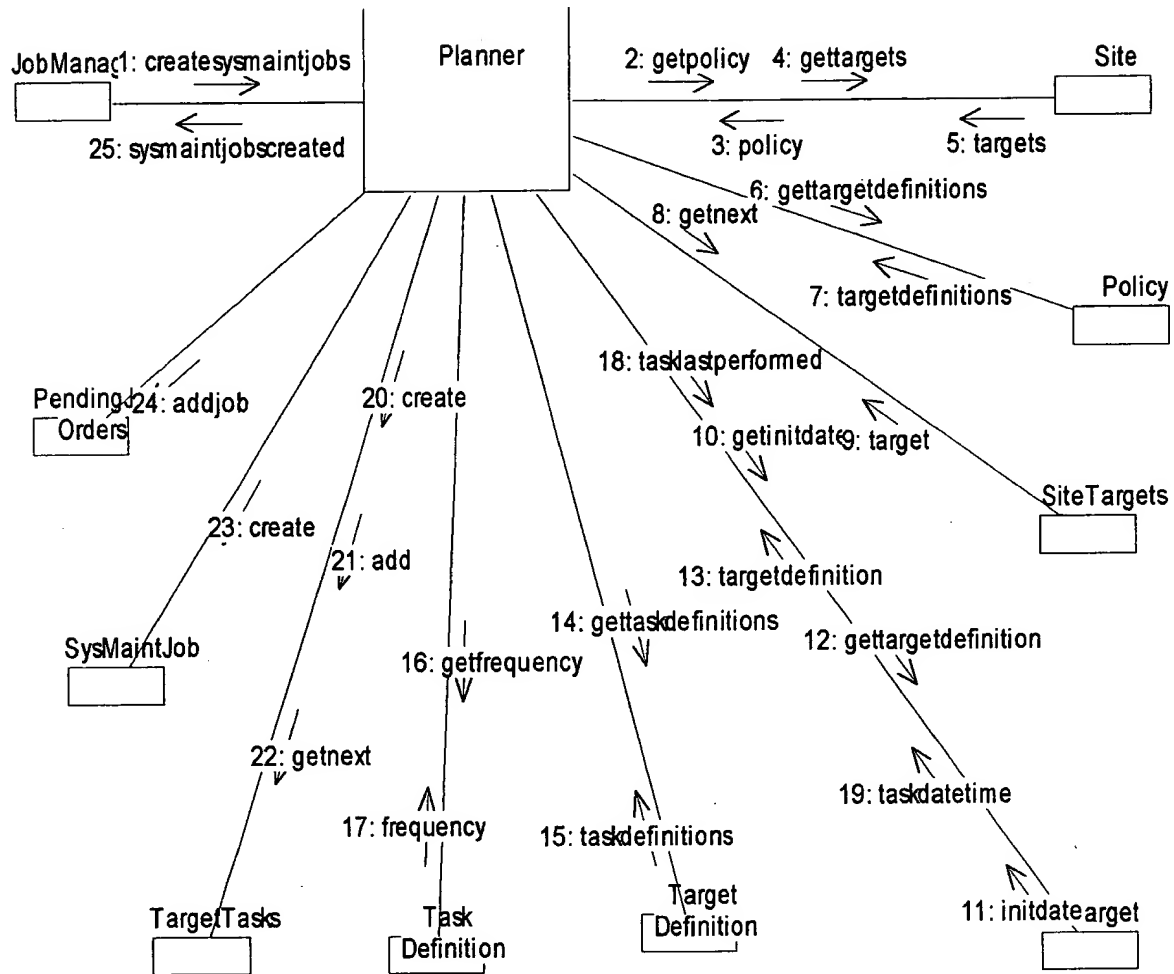 Planner
JobManag
1: createsysmaintjobs
2: getpolicy
4: gettargets
Site
25: sysmaintjobscreated
3: policy
5: targets
6: gettargetdefinitions
8: getnext
7: targetdefinitions
Policy
18: tasklastperformed
20: create
Pending
24: addjob
Orders
10: getinitdate
9: target
SiteTargets
23: create
21: add
13: targetdefinition
14: gettaskdefinitions
12: gettargetdefinition
SysMaintJob
16: getfrequency
22: getnext
19: taskdatetime
17: frequency
15: taskdefinitions
TargetTasks
Task
Definition
Target
Definition
11: initdate
arget